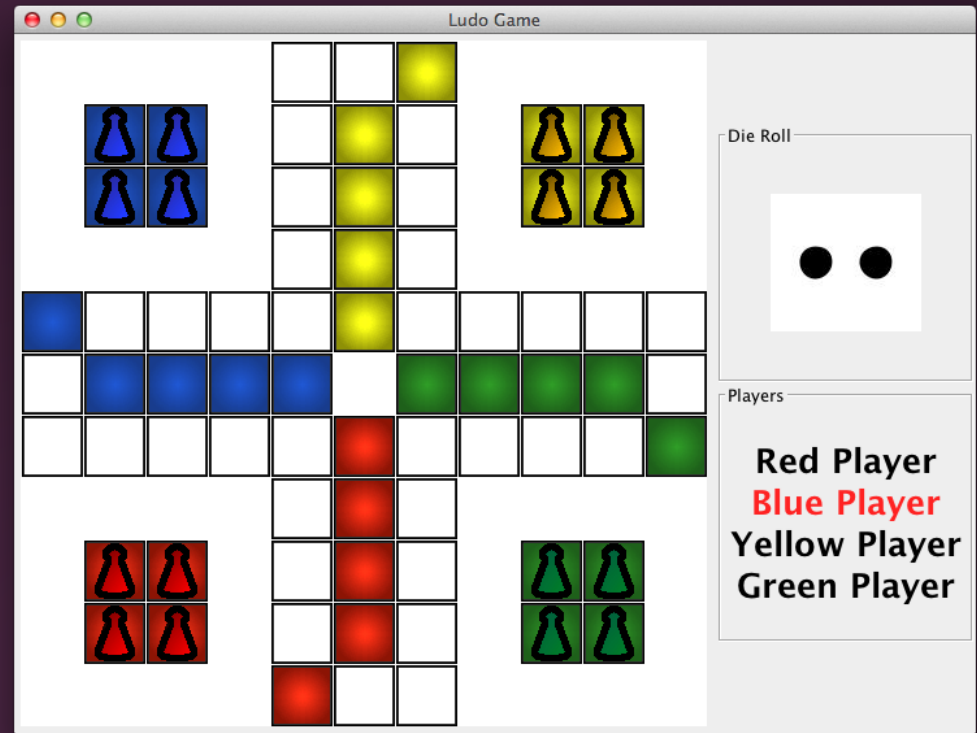 Ludo Game
Die Roll
Players
Red Player
Blue Player
Yellow Player
Green Player